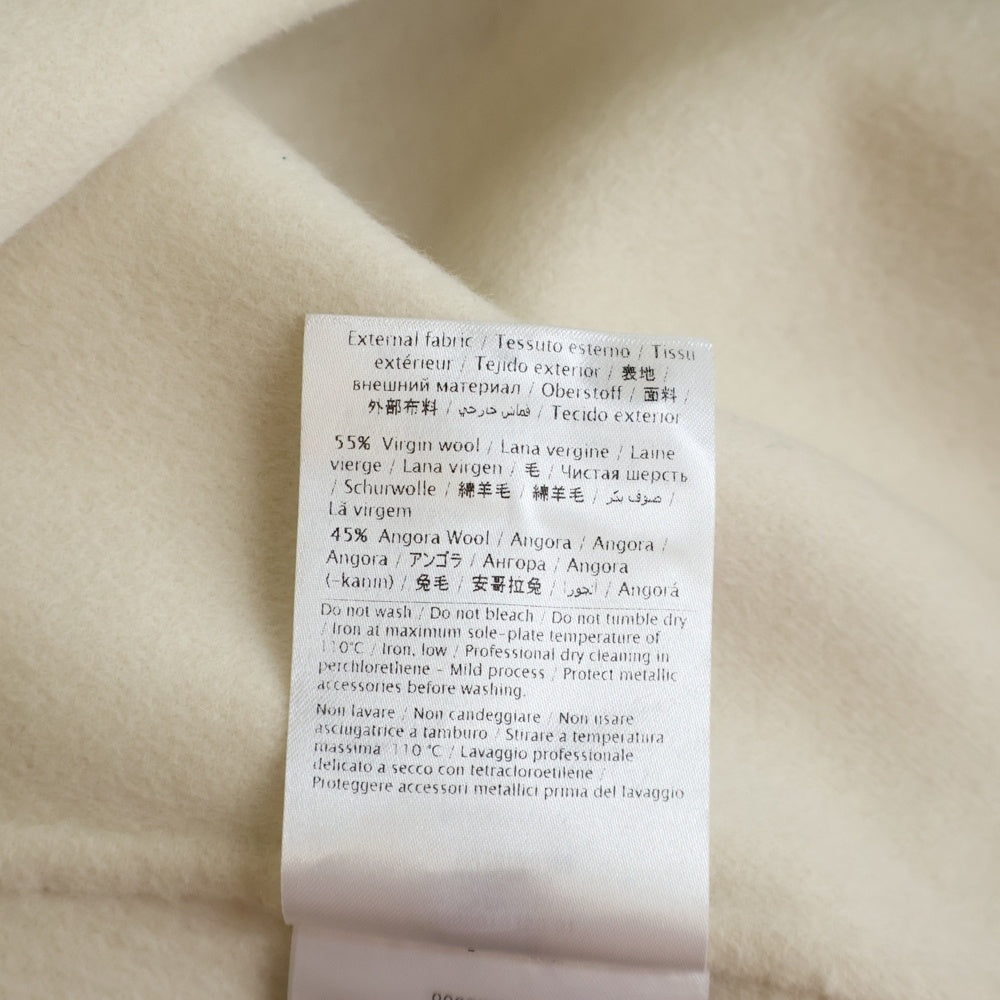 External fabric / Tessuto esterno / Tissu
extérieur / Tejido exterior / 表地 /
внешний материал / Oberstoff / 面料 /
外部布料 / قماش خارجي / Tecido exterior
55% Virgin wool / Lana vergine / Laine
vierge / Lana virgen / 毛 / Чистая шерсть
/ Schurwolle / 綿羊毛 / 綿羊毛 / صوف بكر /
Lã virgem
45% Angora Wool / Angora / Angora /
Angora / アンゴラ / Ангора / Angora
(-kanin) / 兔毛 / 安哥拉兔 / أنجورا / Angorá
Do not wash / Do not bleach / Do not tumble dry
/ Iron at maximum sole-plate temperature of
110°C / Iron, low / Professional dry cleaning in
perchlorethene - Mild process / Protect metallic
accessories before washing.
Non lavare / Non candeggiare / Non usare
asciugatrice a tamburo / Stirare a temperatura
massima 110 °C / Lavaggio professionale
delicato a secco con tetracloroetilene /
Proteggere accessori metallici prima del lavaggio